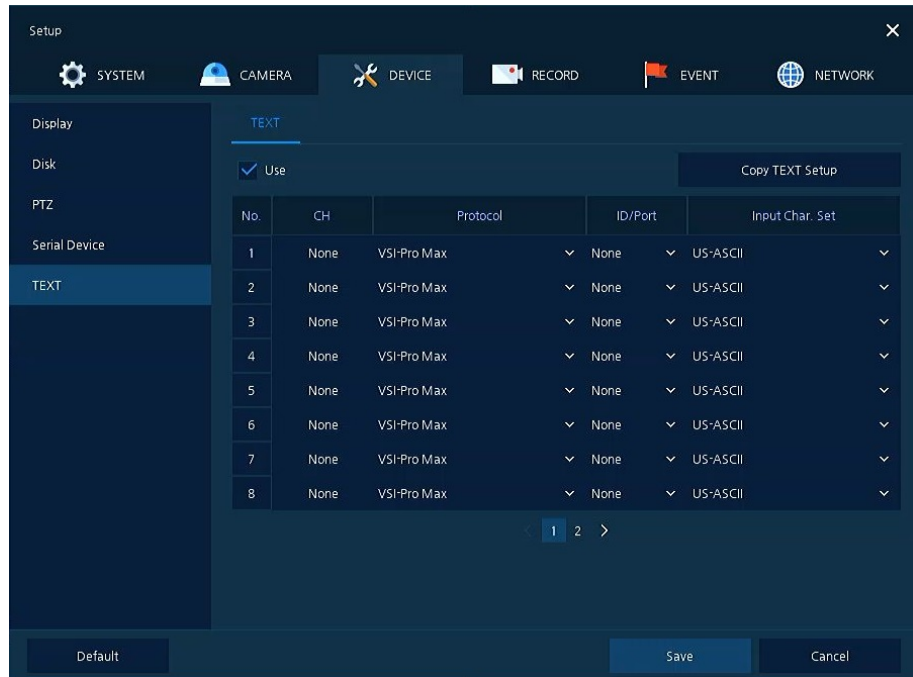 Setup
SYSTEM CAMERA DEVICE RECORD EVENT NETWORK
Display
Disk
PTZ
Serial Device
TEXT
TEXT
Use Copy TEXT Setup
No. CH Protocol ID/Port Input Char. Set
1 None VSI-Pro Max None US-ASCII
2 None VSI-Pro Max None US-ASCII
3 None VSI-Pro Max None US-ASCII
4 None VSI-Pro Max None US-ASCII
5 None VSI-Pro Max None US-ASCII
6 None VSI-Pro Max None US-ASCII
7 None VSI-Pro Max None US-ASCII
8 None VSI-Pro Max None US-ASCII
1 2
Default Save Cancel